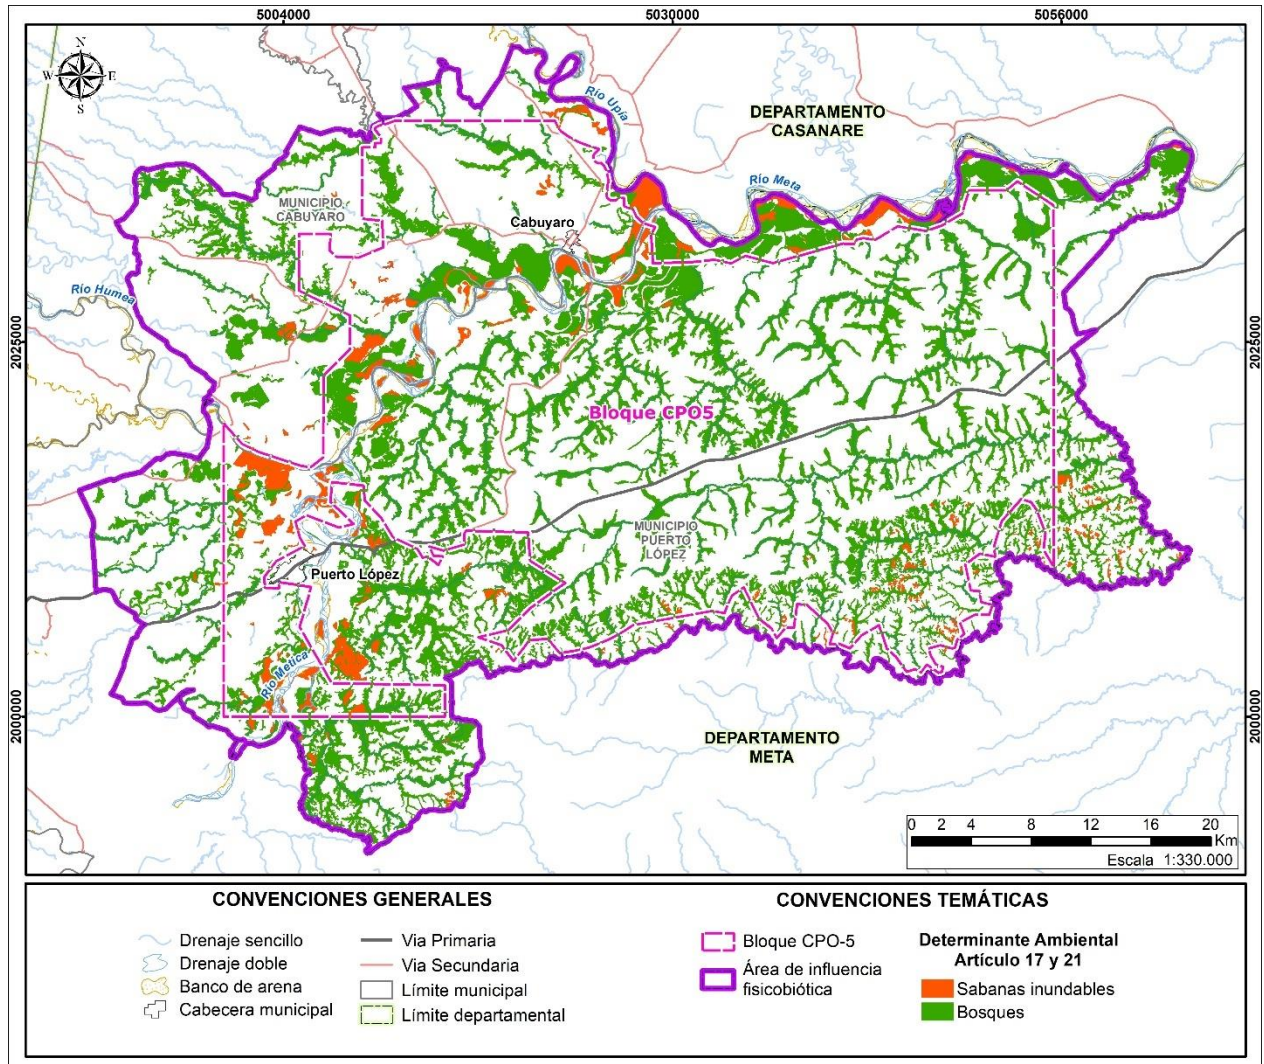 5004000
5030000
5056000
N
W
E
S
Río Upía
DEPARTAMENTO
CASANARE
Río Meta
MUNICIPIO
CABUYARO
Cabuyaro
Río Humea
2025000
2025000
Bloque CPO5
MUNICIPIO
PUERTO
LÓPEZ
Puerto López
Río Metica
2000000
2000000
DEPARTAMENTO
META
0 2 4 8 12 16 20
Km
Escala 1:330.000
CONVENCIONES GENERALES
Drenaje sencillo
Drenaje doble
Banco de arena
Cabecera municipal
Via Primaria
Via Secundaria
Límite municipal
Límite departamental
CONVENCIONES TEMÁTICAS
Bloque CPO-5
Área de influencia
fisicobiótica
Determinante Ambiental
Artículo 17 y 21
Sabanas inundables
Bosques